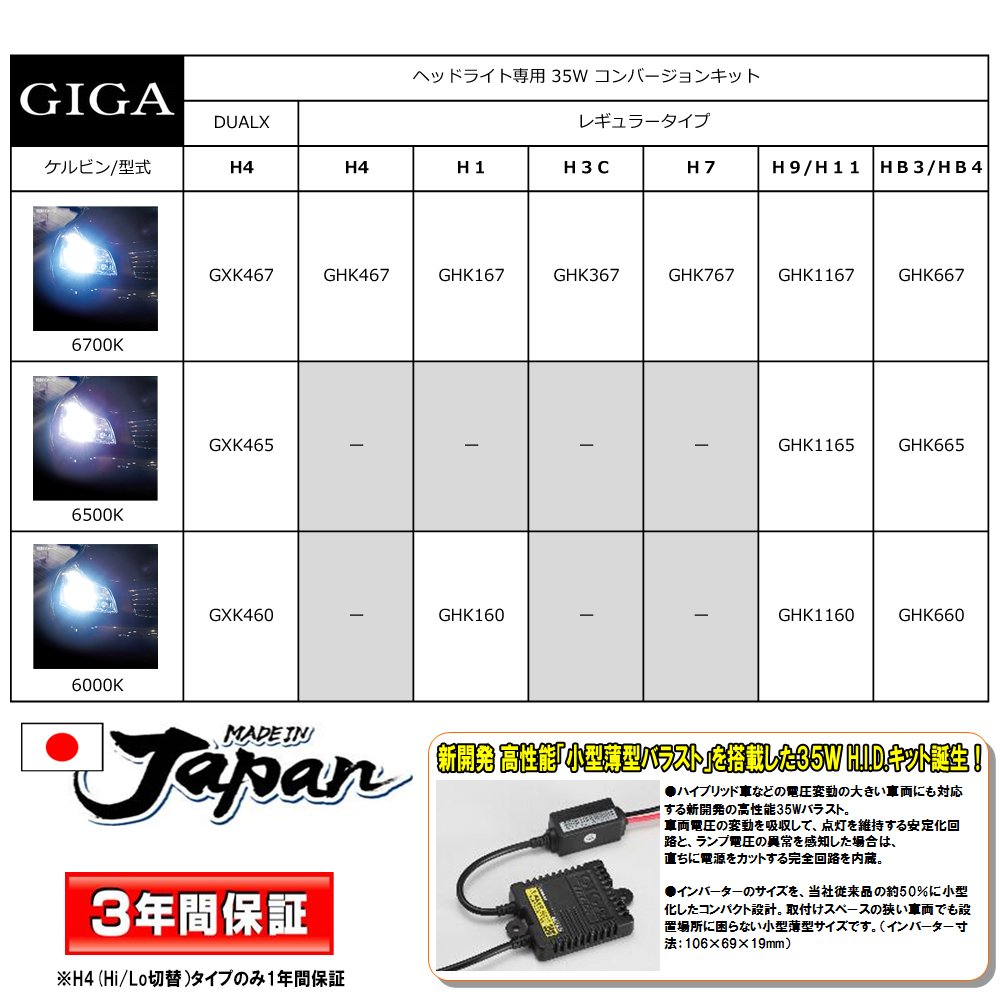 GIGA
ヘッドライト専用 35W コンバージョンキット
DUALX
レギュラータイプ
ケルビン/型式
H4
H4
H1
H3C
H7
H9/H11
HB3/HB4
6700K
GXK467
GHK467
GHK167
GHK367
GHK767
GHK1167
GHK667
6500K
GXK465
—
—
—
—
GHK1165
GHK665
6000K
GXK460
—
GHK160
—
—
GHK1160
GHK660
MADE IN
Japan
3年間保証
※H4(Hi/Lo切替)タイプのみ1年間保証
新開発 高性能「小型薄型バラスト」を搭載した35W H.I.D.キット誕生!
●ハイブリッド車などの電圧変動の大きい車両にも対応
する新開発の高性能35Wバラスト。
車両電圧の変動を吸収して、点灯を維持する安定化回
路と、ランプ電圧の異常を感知した場合は、
直ちに電源をカットする完全回路を内蔵。
●インバーターのサイズを、当社従来品の約50%に小型
化したコンパクト設計。取付けスペースの狭い車両でも設
置場所に困らない小型薄型サイズです。(インバーター寸
法:106×69×19mm)
GIGA